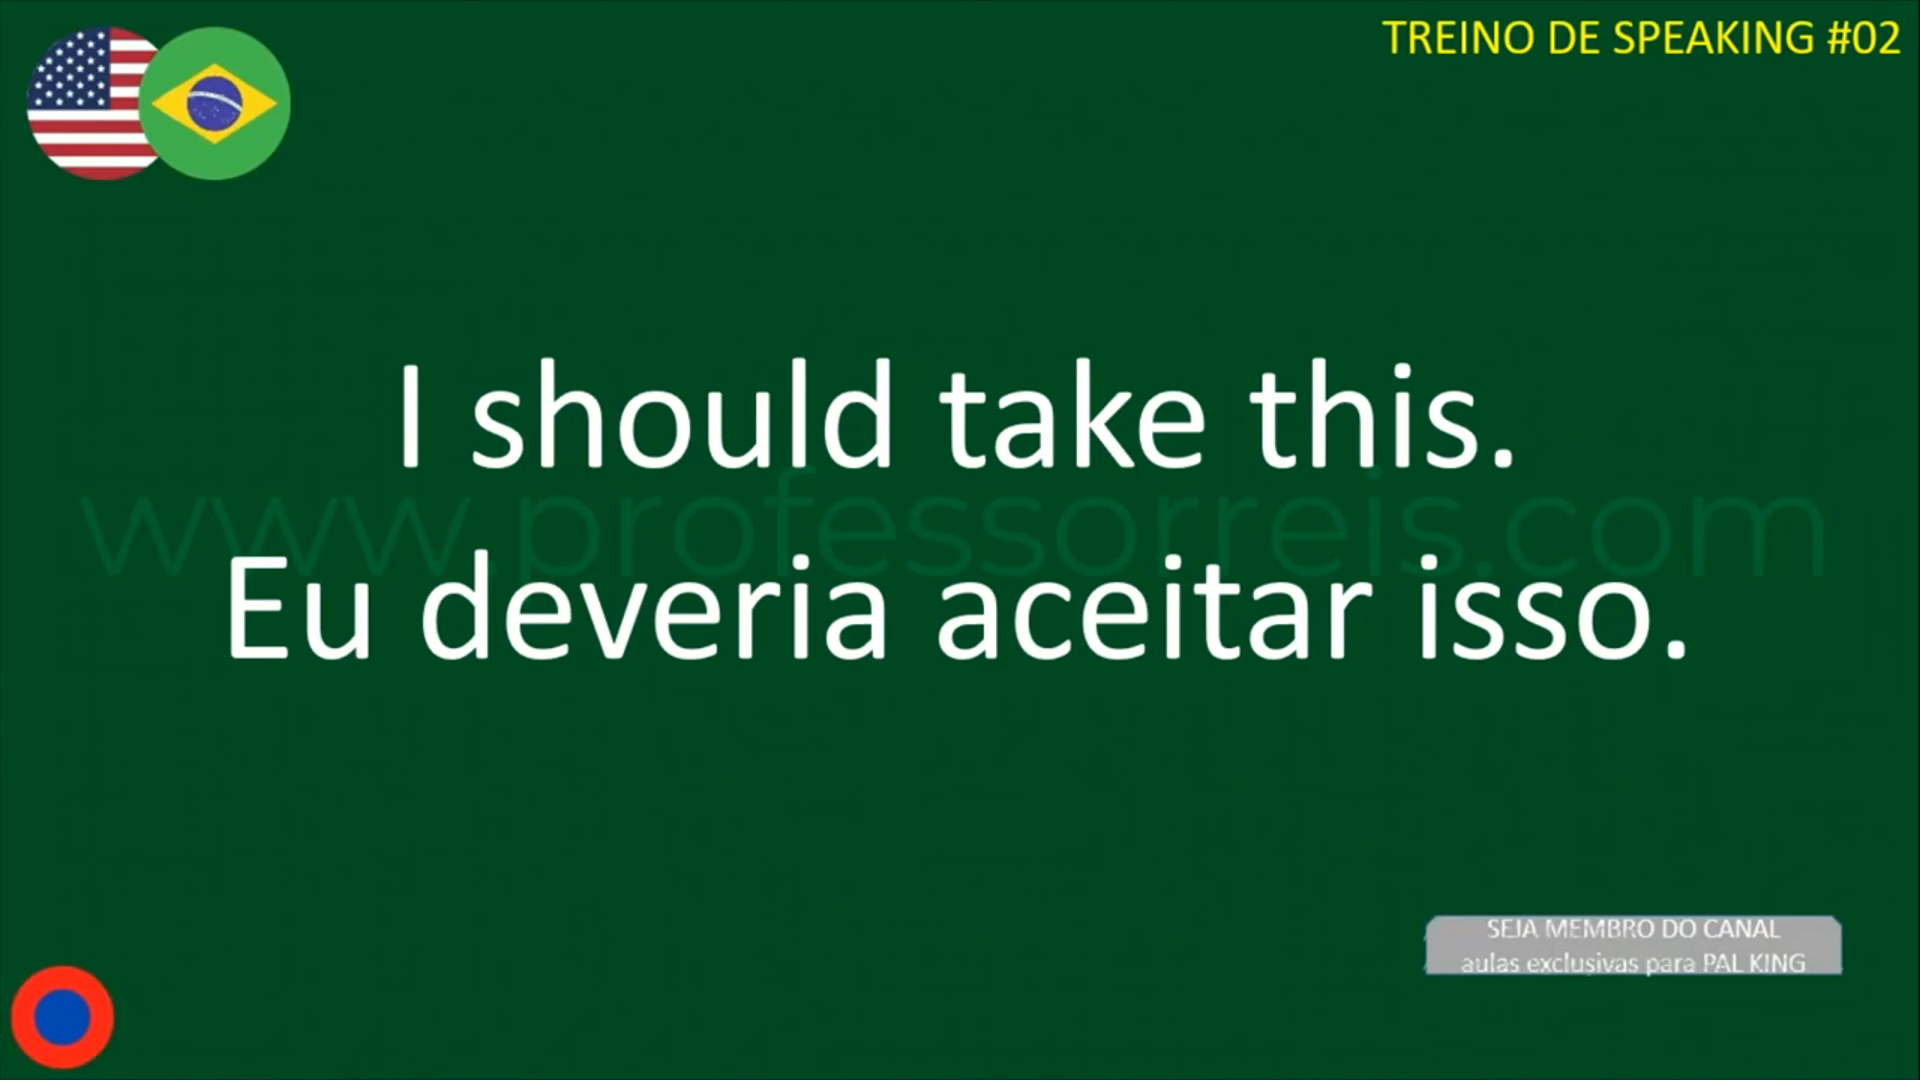 TREINO DE SPEAKING #02
I should take this.
www.professorreis.com
Eu deveria aceitar isso.
SEJA MEMBRO DO CANAL
aulas exclusivas para PAL KING